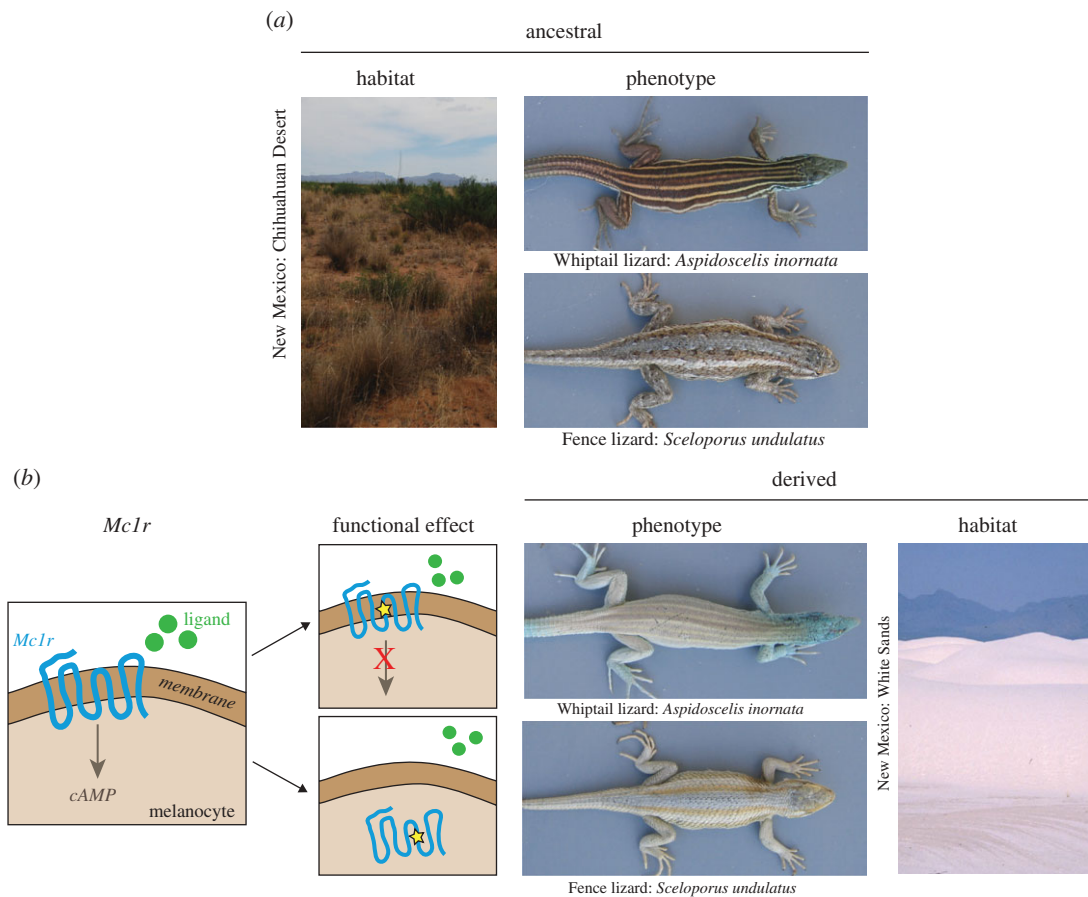 (a)
ancestral
habitat
phenotype
New Mexico: Chihuahuan Desert
Whiptail lizard: Aspidoscelis inornata
Fence lizard: Sceloporus undulatus
(b)
derived
Mc1r
functional effect
phenotype
habitat
ligand
Mc1r
membrane
cAMP
melanocyte
X
Whiptail lizard: Aspidoscelis inornata
Fence lizard: Sceloporus undulatus
New Mexico: White Sands